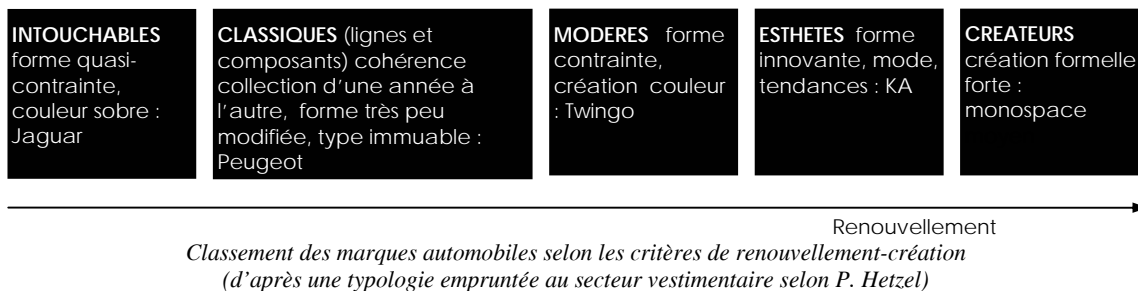 INTOUCHABLES
forme quasi-
contrainte,
couleur sobre :
Jaguar
CLASSIQUES (lignes et
composants) cohérence
collection d'une année à
l'autre, forme très peu
modifiée, type immuable :
Peugeot
MODERES forme
contrainte,
création couleur
: Twingo
ESTHETES forme
innovante, mode,
tendances : KA
CREATEURS
création formelle
forte :
monospace
Renouvellement
Classement des marques automobiles selon les critères de renouvellement-création
(d'après une typologie empruntée au secteur vestimentaire selon P. Hetzel)